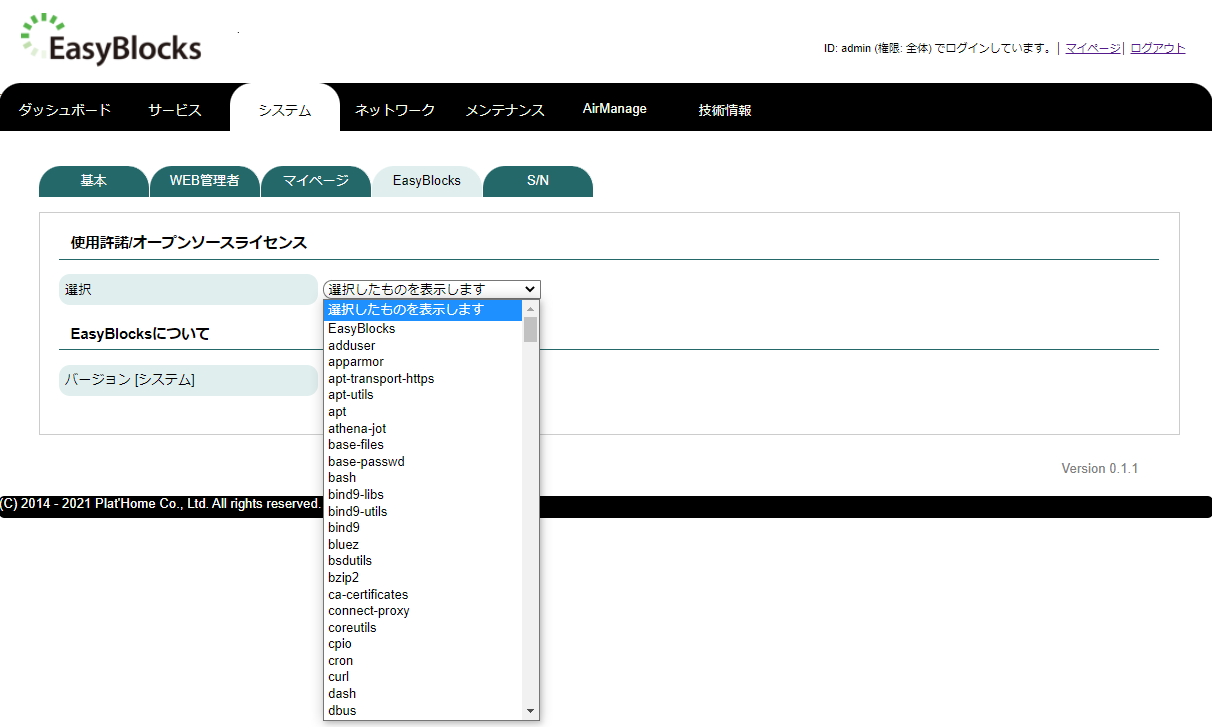 EasyBlocks
ID: admin (権限: 全体) でログインしています。| マイページ| ログアウト
ダッシュボード サービス システム ネットワーク メンテナンス AirManage 技術情報
基本 WEB管理者 マイページ EasyBlocks S/N
使用許諾/オープンソースライセンス
選択 選択したものを表示します
選択したものを表示します
EasyBlocks
adduser
apparmor
apt-transport-https
apt-utils
apt
athena-jot
base-files
base-passwd
bash
bind9-libs
bind9-utils
bind9
bluez
bsdutils
bzip2
ca-certificates
connect-proxy
coreutils
cpio
cron
curl
dash
dbus
EasyBlocksについて
バージョン [システム]
Version 0.1.1
(C) 2014 - 2021 Plat'Home Co., Ltd. All rights reserved.